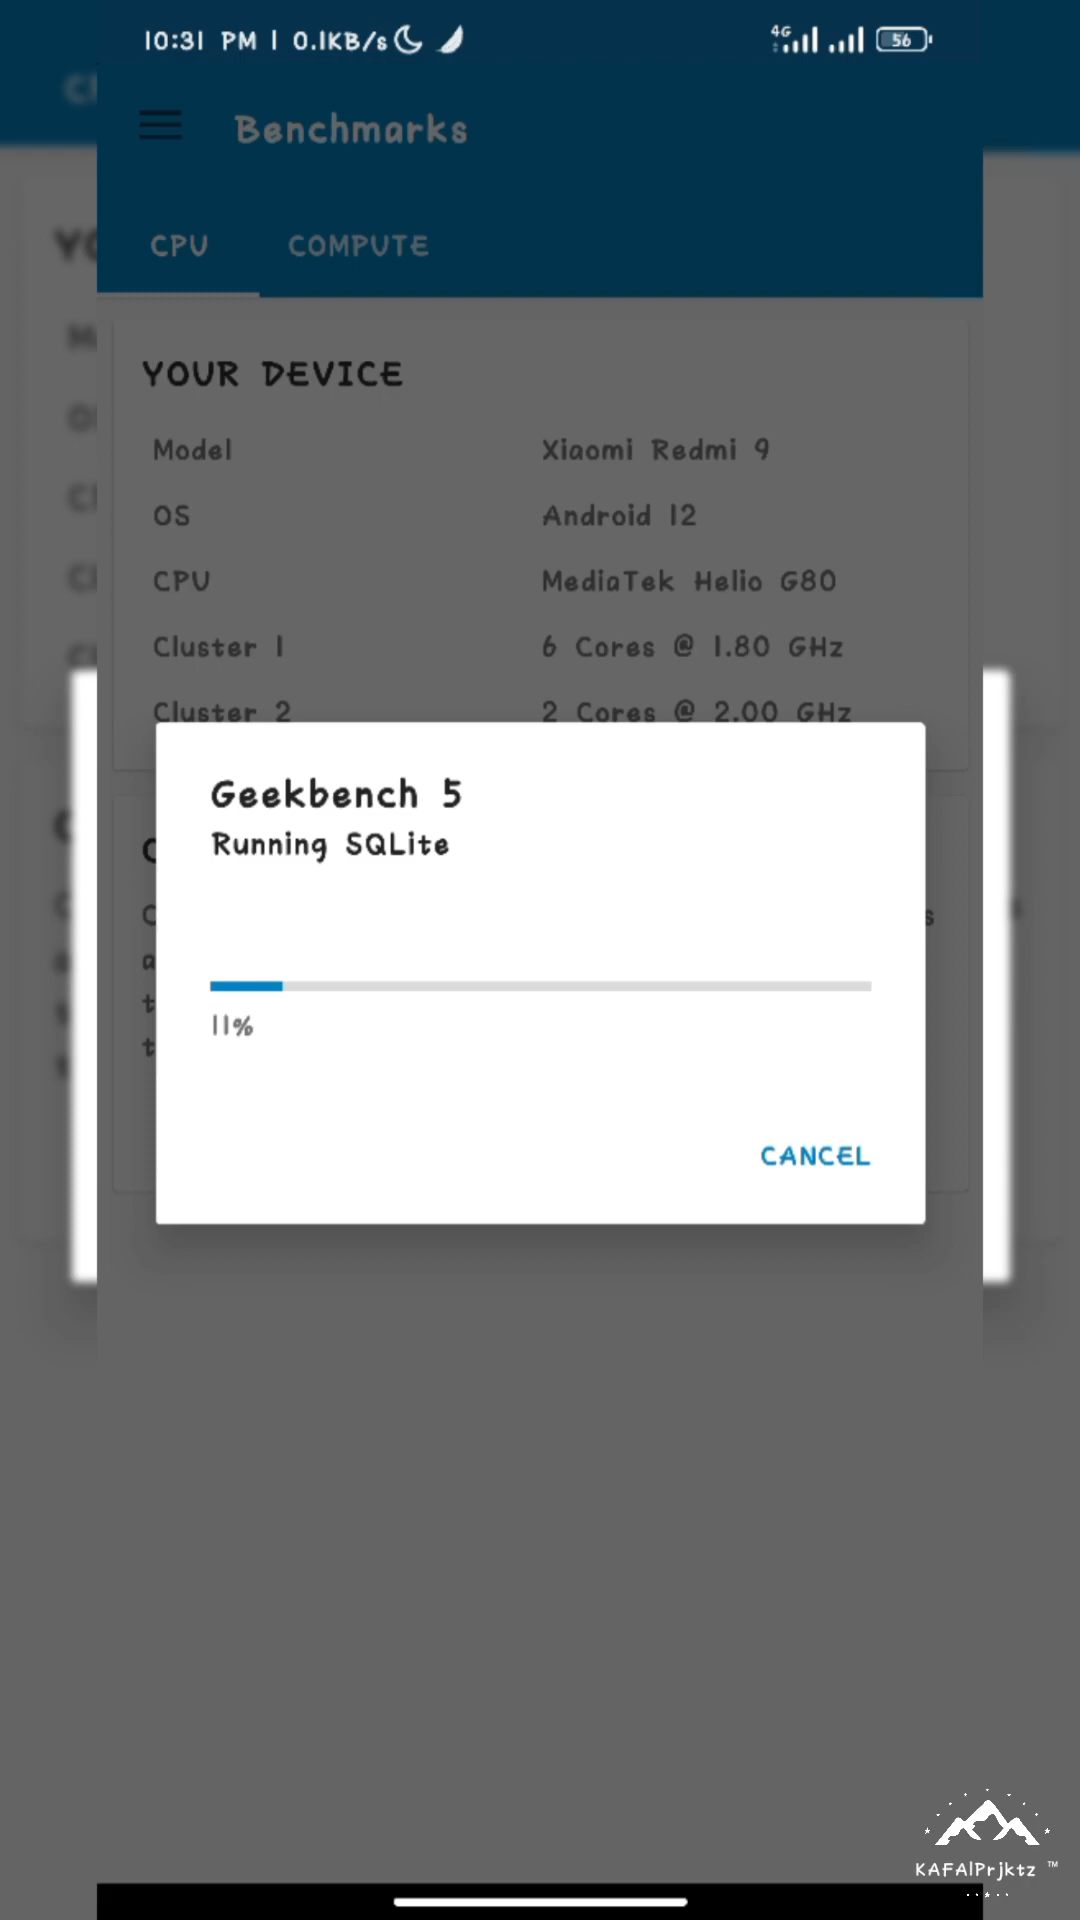 10:31 PM | 0.1KB/s 4G 56
Benchmarks
CPU COMPUTE
YOUR DEVICE
Model Xiaomi Redmi 9
OS Android 12
CPU MediaTek Helio G80
Cluster 1 6 Cores @ 1.80 GHz
Cluster 2 2 Cores @ 2.00 GHz
Geekbench 5
Running SQLite
11%
CANCEL
KAFAlPrjktz ™